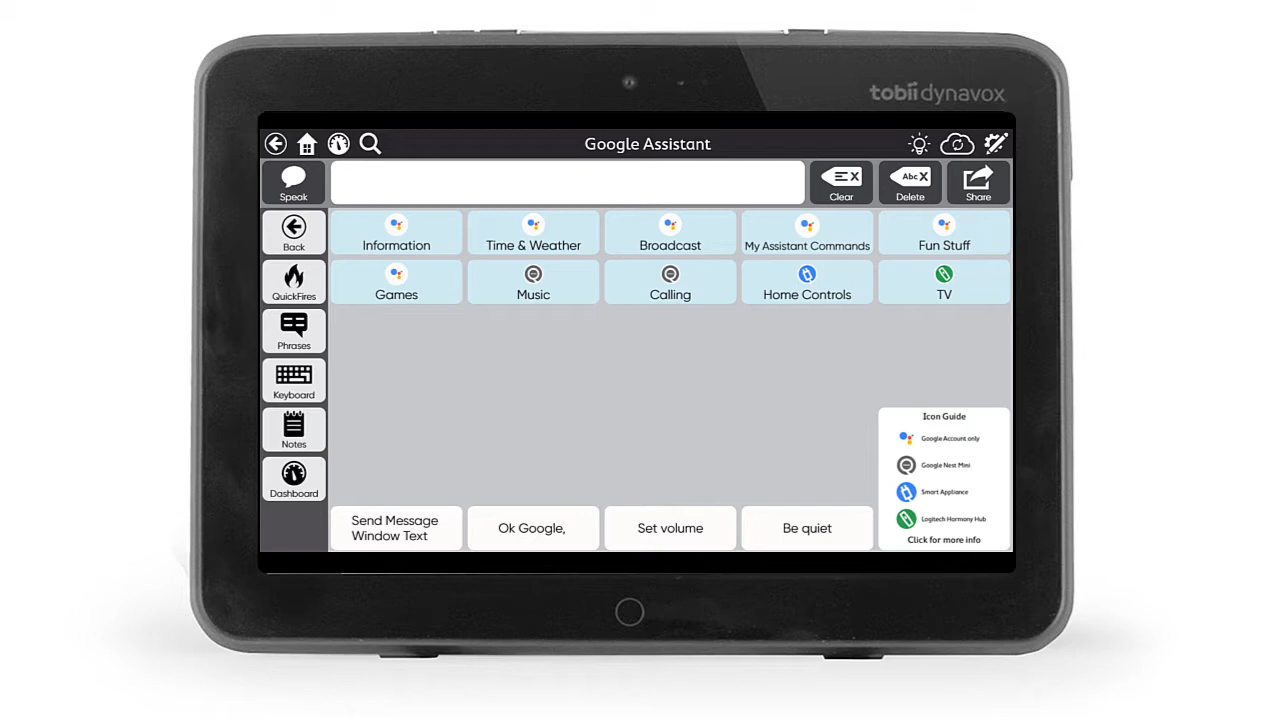 tobii dynavox
Google Assistant
Speak
Clear
Abc X
Delete
Share
Back
Information
Time & Weather
Broadcast
My Assistant Commands
Fun Stuff
QuickFires
Games
Music
Calling
Home Controls
TV
Phrases
Keyboard
Notes
Dashboard
Icon Guide
Google Account only
Google Nest Mini
Smart Appliance
Logitech Harmony Hub
Click for more info
Send Message
Window Text
Ok Google,
Set volume
Be quiet